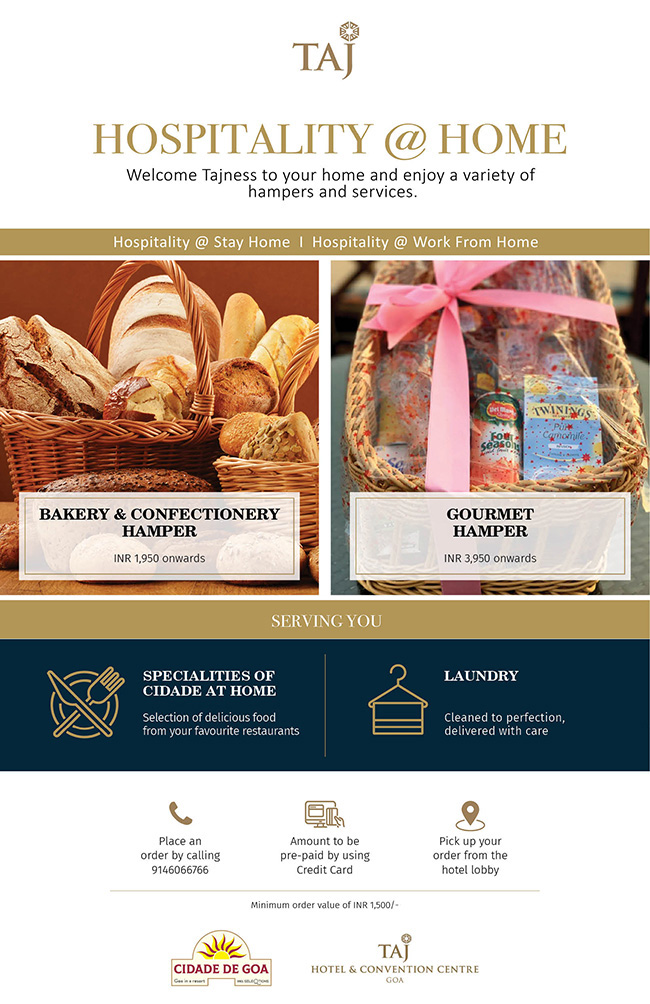 TAJ
HOSPITALITY @ HOME
Welcome Tajness to your home and enjoy a variety of
hampers and services.
Hospitality @ Stay Home I Hospitality @ Work From Home
Del Monte
Four
Seasons
TWININGS
Pure
Camomile
BAKERY & CONFECTIONERY
HAMPER
INR 1,950 onwards
GOURMET
HAMPER
INR 3,950 onwards
SERVING YOU
SPECIALITIES OF
CIDADE AT HOME
Selection of delicious food
from your favourite restaurants
LAUNDRY
Cleaned to perfection,
delivered with care
Place an
order by calling
9146066766
Amount to be
pre-paid by using
Credit Card
Pick up your
order from the
hotel lobby
Minimum order value of INR 1,500/-
CIDADE DE GOA
Goa in a resort
IHCL SELEQTIONS
TAJ
HOTEL & CONVENTION CENTRE
GOA